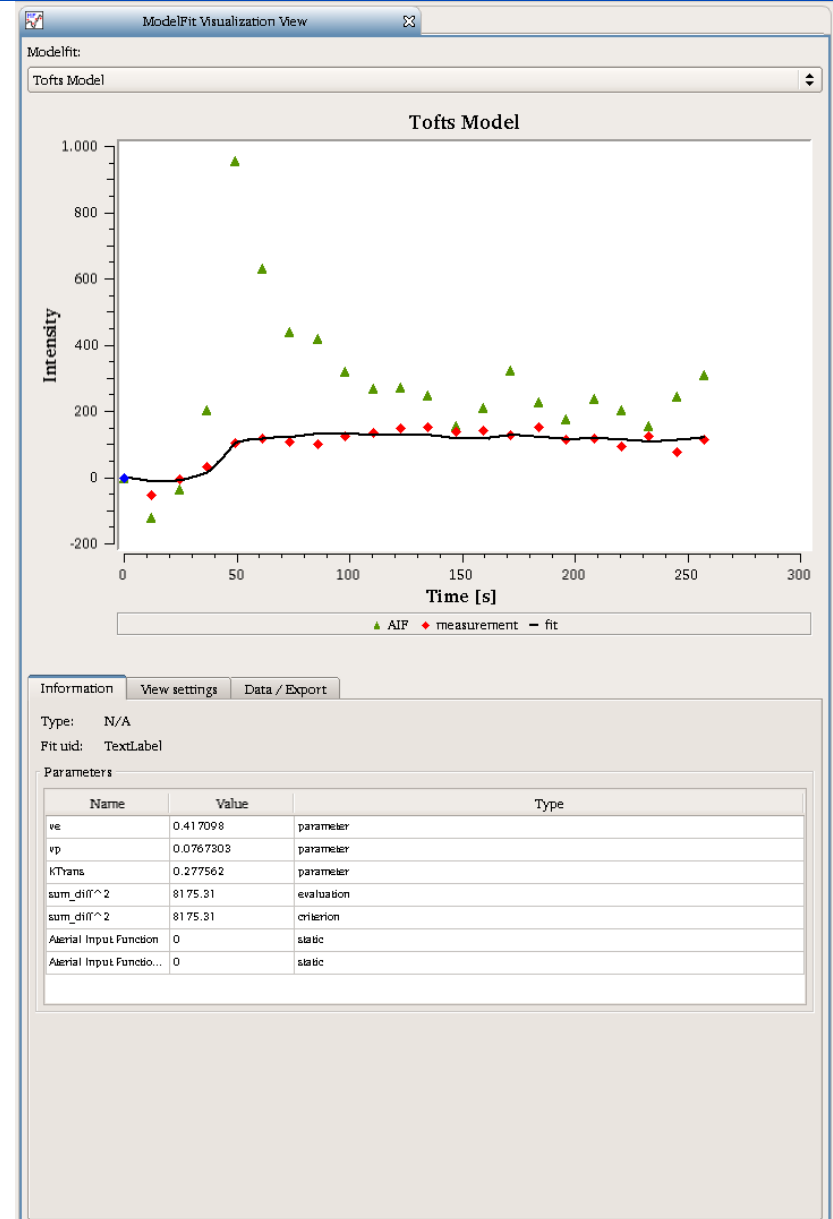 ModelFit Visualization View
Modelfit:
Tofts Model
Tofts Model
1.000
800
600
400
200
0
-200
Intensity
0 50 100 150 200 250 300
Time [s]
AIF measurement fit
Information View settings Data / Export
Type: N/A
Fit uid: TextLabel
Parameters
Name Value Type
ve 0.417098 parameter
vp 0.0767303 parameter
KTrans 0.277562 parameter
sum_diff^2 8175.31 evaluation
sum_diff^2 8175.31 criterion
Aterial Input Function 0 static
Aterial Input Functio... 0 static